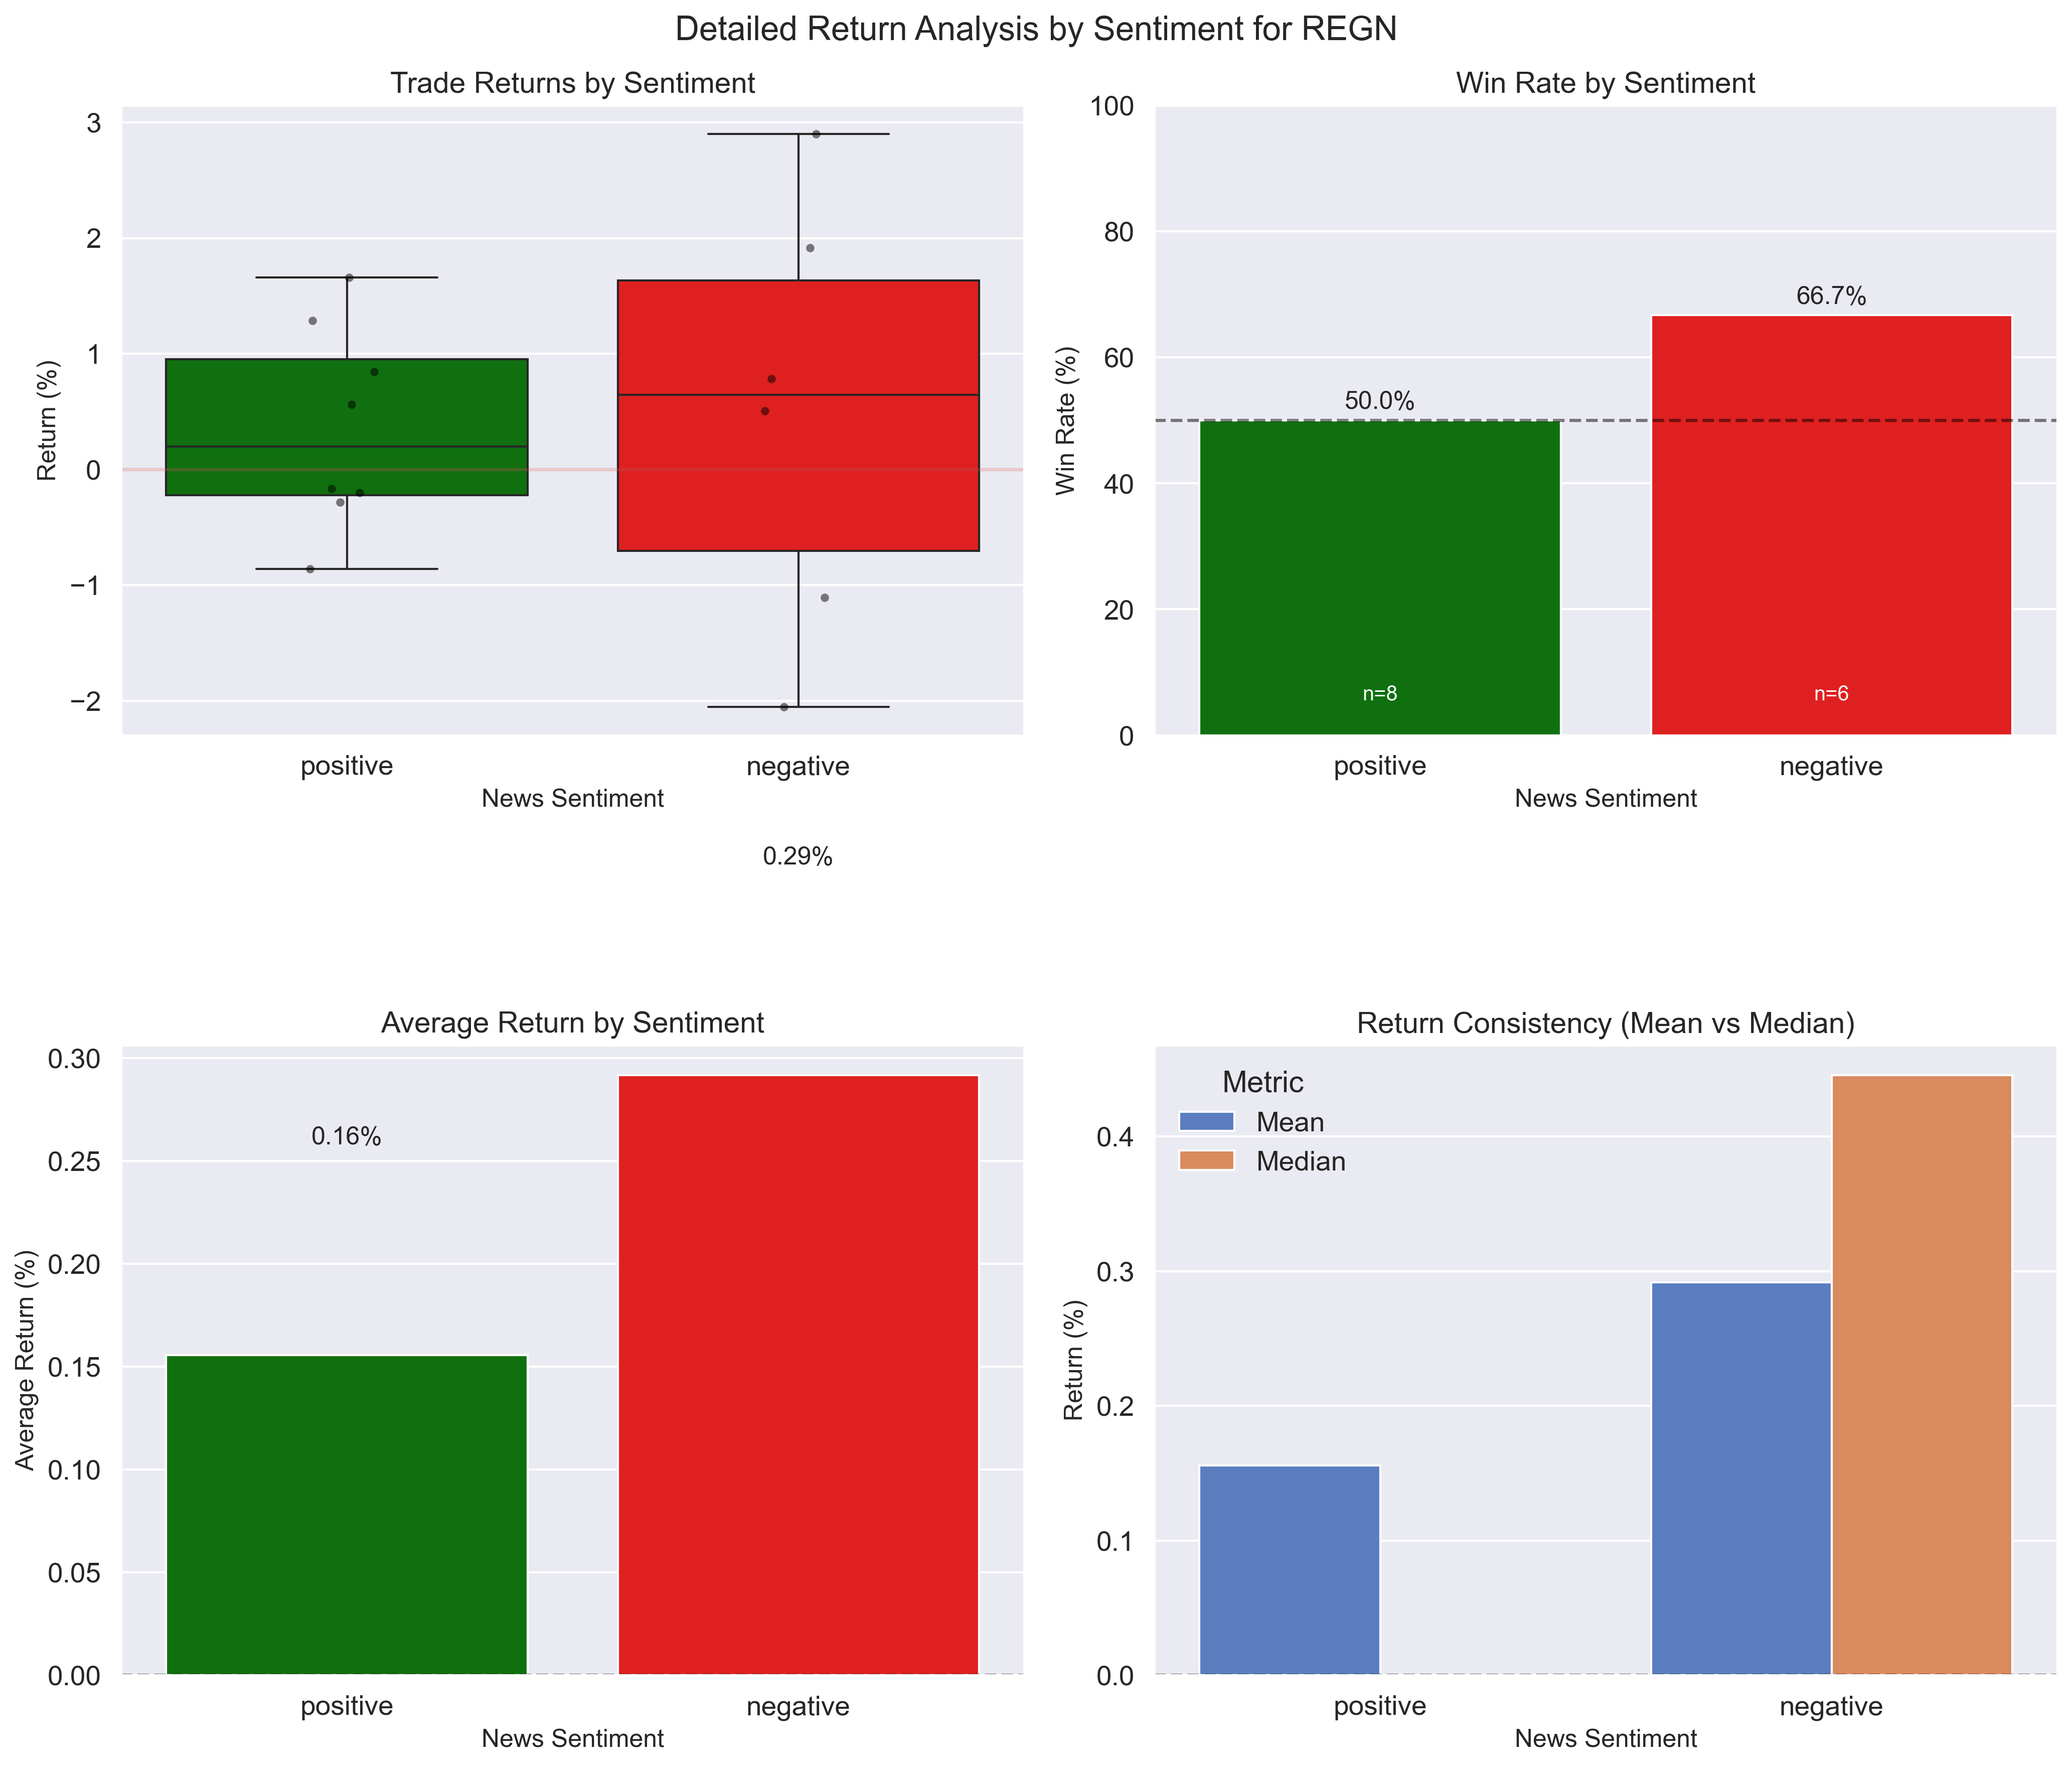 Detailed Return Analysis by Sentiment for REGN
Trade Returns by Sentiment
3
2
1
0
−1
−2
Return (%)
positive
negative
News Sentiment
Win Rate by Sentiment
100
80
60
40
20
0
Win Rate (%)
50.0%
66.7%
n=8
n=6
positive
negative
News Sentiment
0.29%
Average Return by Sentiment
0.30
0.25
0.20
0.15
0.10
0.05
0.00
Average Return (%)
0.16%
positive
negative
News Sentiment
Return Consistency (Mean vs Median)
Metric
Mean
Median
0.4
0.3
0.2
0.1
0.0
Return (%)
positive
negative
News Sentiment